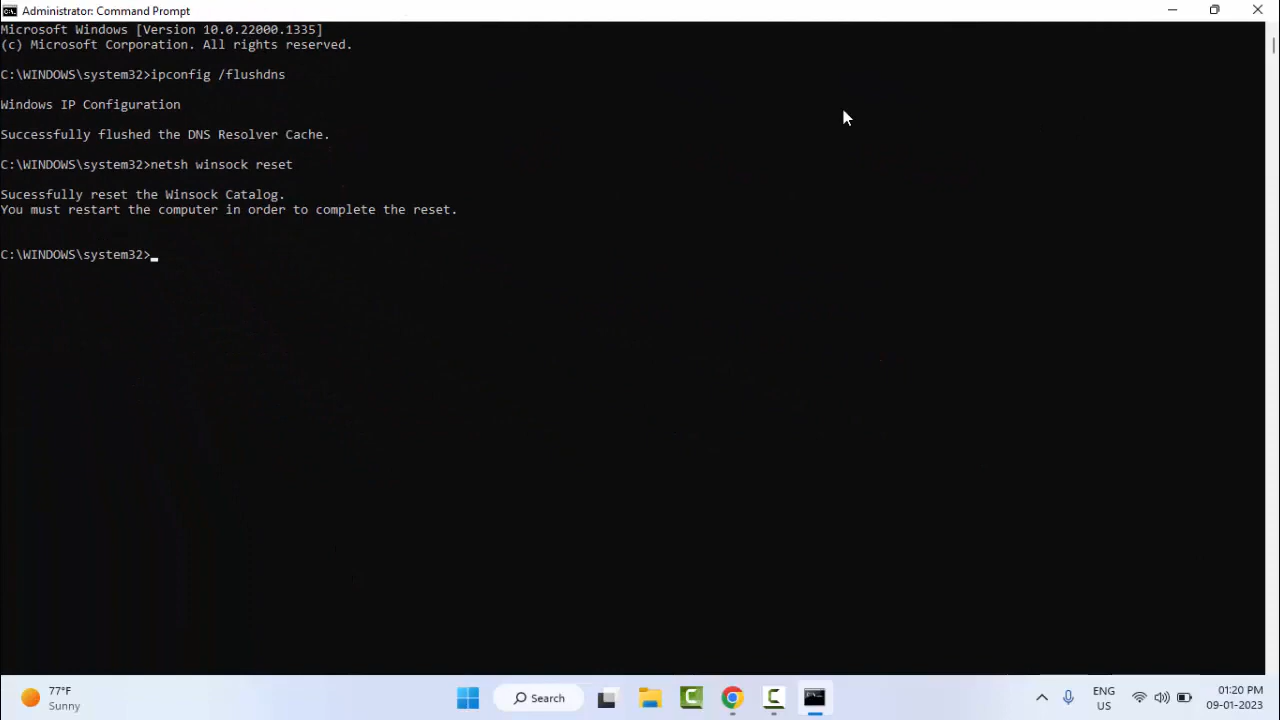 Administrator: Command Prompt
Microsoft Windows [Version 10.0.22000.1335]
(c) Microsoft Corporation. All rights reserved.
C:\WINDOWS\system32>ipconfig /flushdns
Windows IP Configuration
Successfully flushed the DNS Resolver Cache.
C:\WINDOWS\system32>netsh winsock reset
Sucessfully reset the Winsock Catalog.
You must restart the computer in order to complete the reset.
C:\WINDOWS\system32>
77°F
Sunny
Search
ENG
US
01:20 PM
09-01-2023